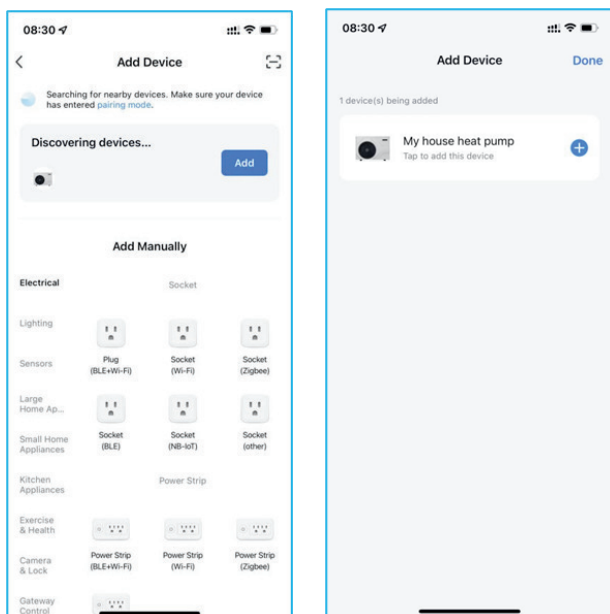 08:30
Add Device
Searching for nearby devices. Make sure your device
has entered pairing mode.
Discovering devices...
Add
Add Manually
Electrical
Socket
Lighting
Plug
(BLE+Wi-Fi)
Socket
(Wi-Fi)
Socket
(Zigbee)
Sensors
Large
Home Ap...
Socket
(BLE)
Socket
(NB-IoT)
Socket
(other)
Small Home
Appliances
Kitchen
Appliances
Power Strip
Exercise
& Health
Power Strip
(BLE+Wi-Fi)
Power Strip
(Wi-Fi)
Power Strip
(Zigbee)
Camera
& Lock
Gateway
Control
08:30
Add Device
Done
1 device(s) being added
My house heat pump
Tap to add this device